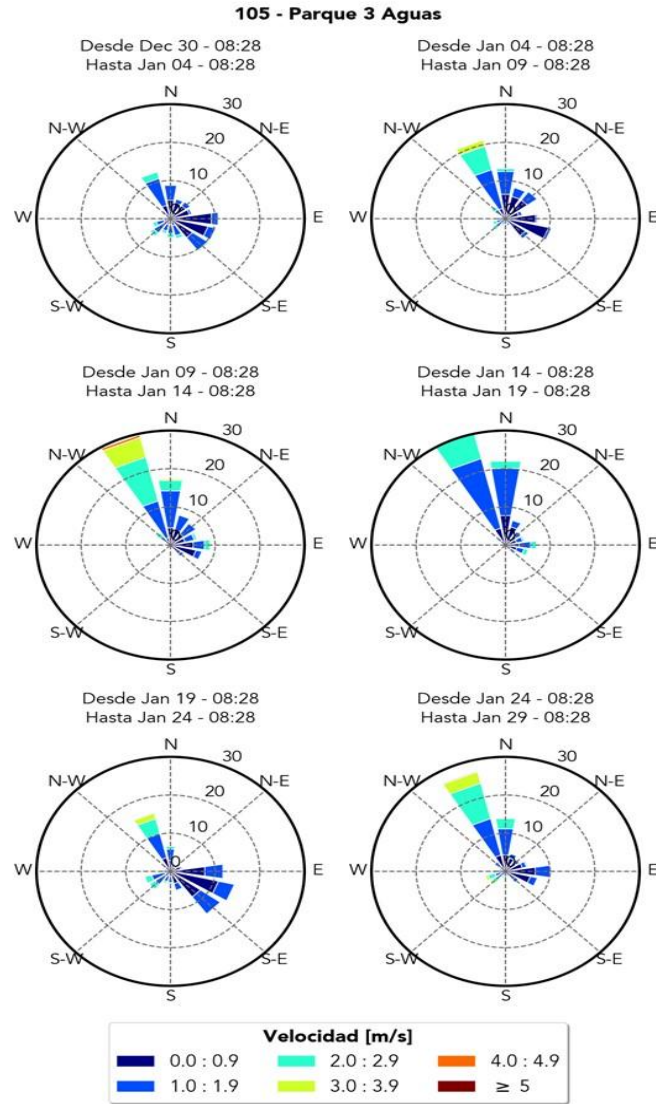 105 - Parque 3 Aguas
Desde Dec 30 - 08:28
Hasta Jan 04 - 08:28
N
30
N-W
N-E
20
10
W
E
S-W
S-E
S
Desde Jan 04 - 08:28
Hasta Jan 09 - 08:28
N
30
N-W
N-E
20
10
W
E
S-W
S-E
S
Desde Jan 09 - 08:28
Hasta Jan 14 - 08:28
N
30
N-W
N-E
20
10
W
E
S-W
S-E
S
Desde Jan 14 - 08:28
Hasta Jan 19 - 08:28
N
30
N-W
N-E
20
10
W
E
S-W
S-E
S
Desde Jan 19 - 08:28
Hasta Jan 24 - 08:28
N
30
N-W
N-E
20
10
0
W
E
S-W
S-E
S
Desde Jan 24 - 08:28
Hasta Jan 29 - 08:28
N
30
N-W
N-E
20
10
W
E
S-W
S-E
S
Velocidad [m/s]
0.0 : 0.9 2.0 : 2.9 4.0 : 4.9
1.0 : 1.9 3.0 : 3.9 ≥ 5